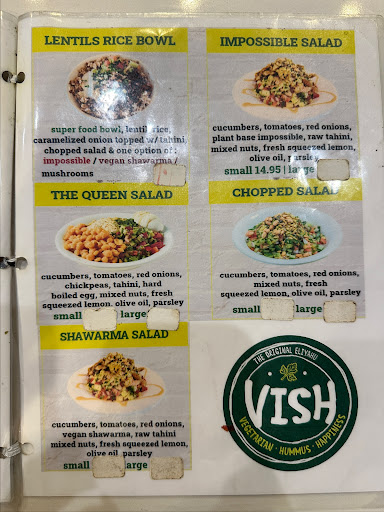 LENTILS RICE BOWL
super food bowl, lentil rice,
caramelized onion topped w/ tahini
chopped salad & one option of :
impossible / vegan shawarma /
mushrooms
IMPOSSIBLE SALAD
cucumbers, tomatoes, red onions,
plant base impossible, raw tahini,
mixed nuts, fresh squeezed lemon,
olive oil, parsley
small 14.95 | large
THE QUEEN SALAD
cucumbers, tomatoes, red onions,
chickpeas, tahini, hard
boiled egg, mixed nuts, fresh
squeezed lemon, olive oil, parsley
small large
CHOPPED SALAD
cucumbers, tomatoes, red onions,
mixed nuts, fresh
squeezed lemon, olive oil, parsley
small large
SHAWARMA SALAD
cucumbers, tomatoes, red onions,
vegan shawarma, raw tahini
mixed nuts, fresh squeezed lemon,
olive oil, parsley
small large
THE ORIGINAL ELIYAHU
VISH
VEGETARIAN · HUMMUS · HAPPINESS